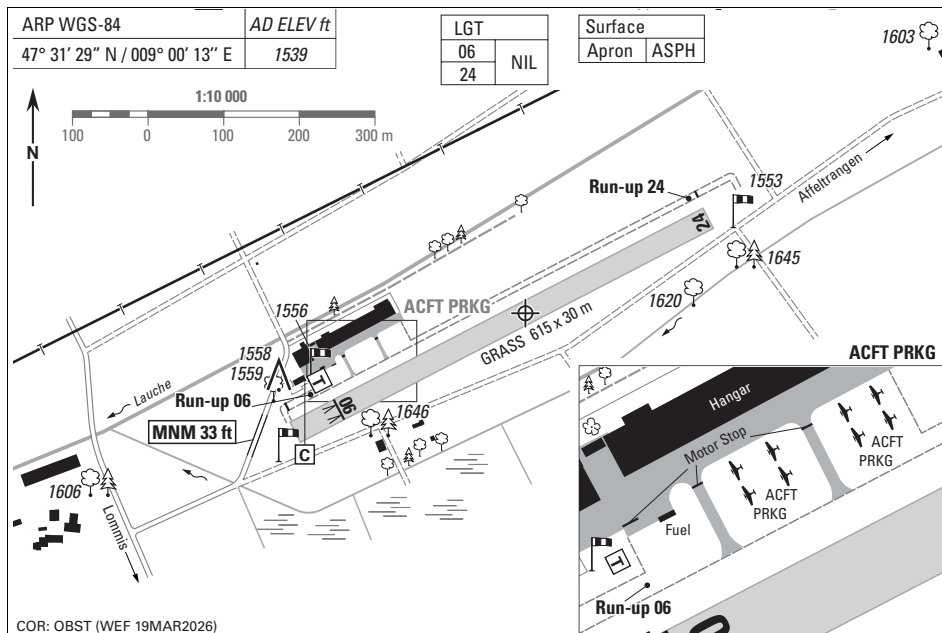 ARP WGS-84
AD ELEV ft
47° 31' 29" N / 009° 00' 13" E
1539
LGT
06
24
NIL
Surface
Apron
ASPH
1603
1:10 000
100 0 100 200 300 m
N
Run-up 24
1553
Affeltrangen
24
1645
1620
1556
ACFT PRKG
GRASS 615 x 30 m
1558
1559
Lauche
Run-up 06
T
06
MNM 33 ft
1646
C
1606
Lommis
ACFT PRKG
Hangar
Motor Stop
ACFT
PRKG
ACFT
PRKG
Fuel
T
Run-up 06
0
COR: OBST (WEF 19MAR2026)